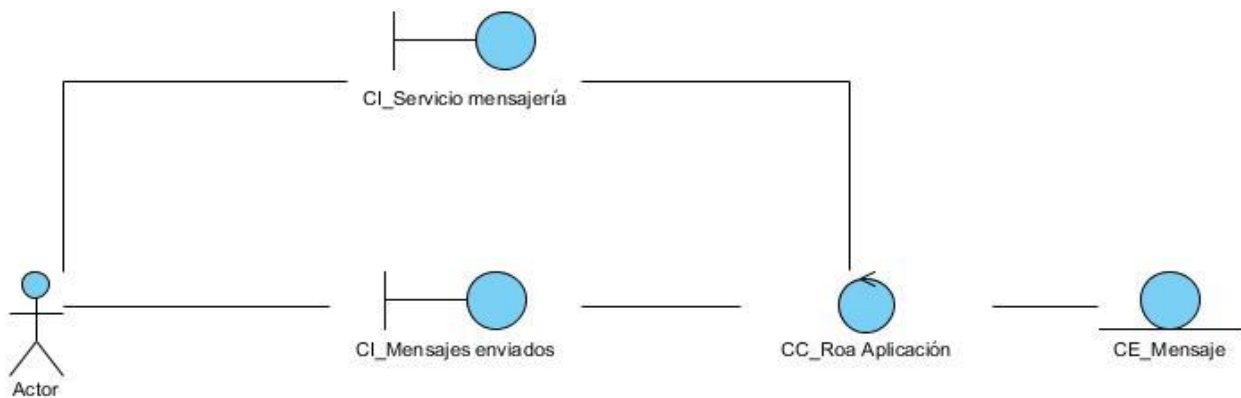 CI_Servicio mensajería
CI_Mensajes enviados
CC_Roa Aplicación
CE_Mensaje
Actor